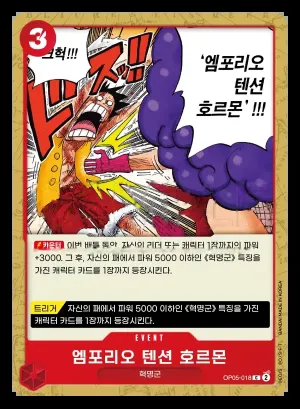 3
크헉!!!
‘엠포리오
텐션
호르몬’!!!
카운터 이번 배틀 동안, 자신의 리더 또는 캐릭터 1장까지의 파워
+3000. 그 후, 자신의 패에서 파워 5000 이하인 《혁명군》 특징을
가진 캐릭터 카드를 1장까지 등장시킨다.
트리거 자신의 패에서 파워 5000 이하인 《혁명군》 특징을 가진
캐릭터 카드를 1장까지 등장시킨다.
EVENT
엠포리오 텐션 호르몬
혁명군
OP05-018 C 2